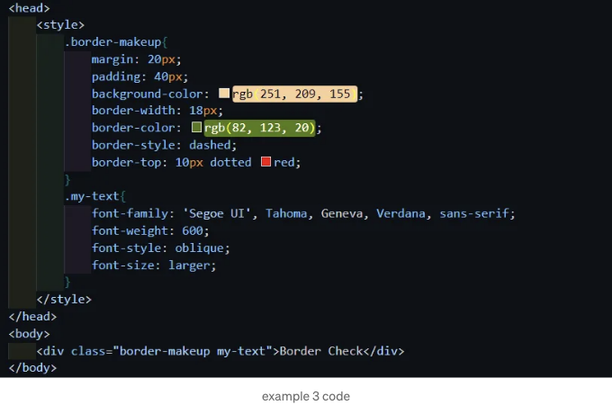 <head>
<style>
.border-makeup{
margin: 20px;
padding: 40px;
background-color: rgb 251, 209, 155 ;
border-width: 18px;
border-color: rgb(82, 123, 20);
border-style: dashed;
border-top: 10px dotted red;
}
.my-text{
font-family: 'Segoe UI', Tahoma, Geneva, Verdana, sans-serif;
font-weight: 600;
font-style: oblique;
font-size: larger;
}
</style>
</head>
<body>
<div class="border-makeup my-text">Border Check</div>
</body>
example 3 code